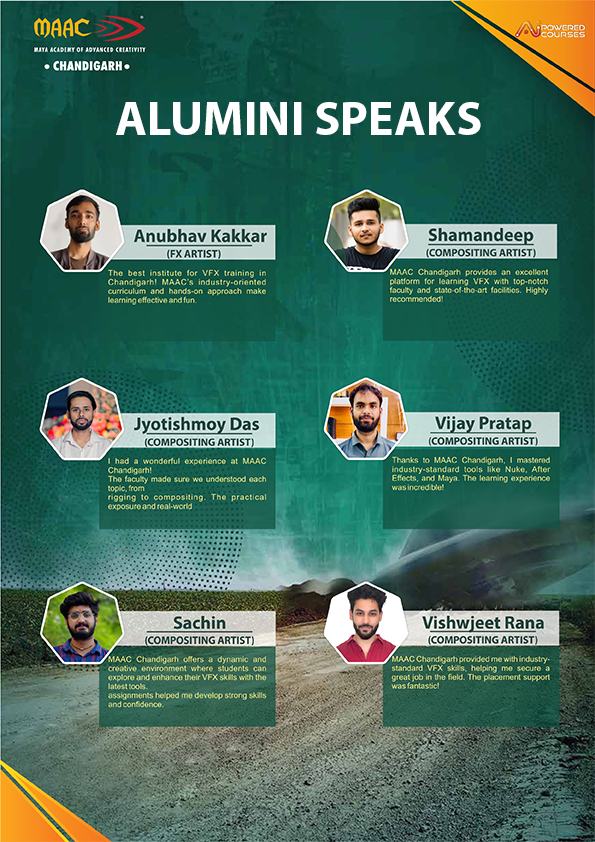 MAAC
MAYA ACADEMY OF ADVANCED CREATIVITY
• CHANDIGARH •
AI POWERED
COURSES
ALUMINI SPEAKS
Anubhav Kakkar
(FX ARTIST)
The best institute for VFX training in
Chandigarh! MAAC's industry-oriented
curriculum and hands-on approach make
learning effective and fun.
Shamandeep
(COMPOSITING ARTIST)
MAAC Chandigarh provides an excellent
platform for learning VFX with top-notch
faculty and state-of-the-art facilities. Highly
recommended!
Jyotishmoy Das
(COMPOSITING ARTIST)
I had a wonderful experience at MAAC
Chandigarh!
The faculty made sure we understood each
topic, from
rigging to compositing. The practical
exposure and real-world
Vijay Pratap
(COMPOSITING ARTIST)
Thanks to MAAC Chandigarh, I mastered
industry-standard tools like Nuke, After
Effects, and Maya. The learning experience
was incredible!
Sachin
(COMPOSITING ARTIST)
MAAC Chandigarh offers a dynamic and
creative environment where students can
explore and enhance their VFX skills with the
latest tools.
assignments helped me develop strong skills
and confidence.
Vishwjeet Rana
(COMPOSITING ARTIST)
MAAC Chandigarh provided me with industry-
standard VFX skills, helping me secure a
great job in the field. The placement support
was fantastic!